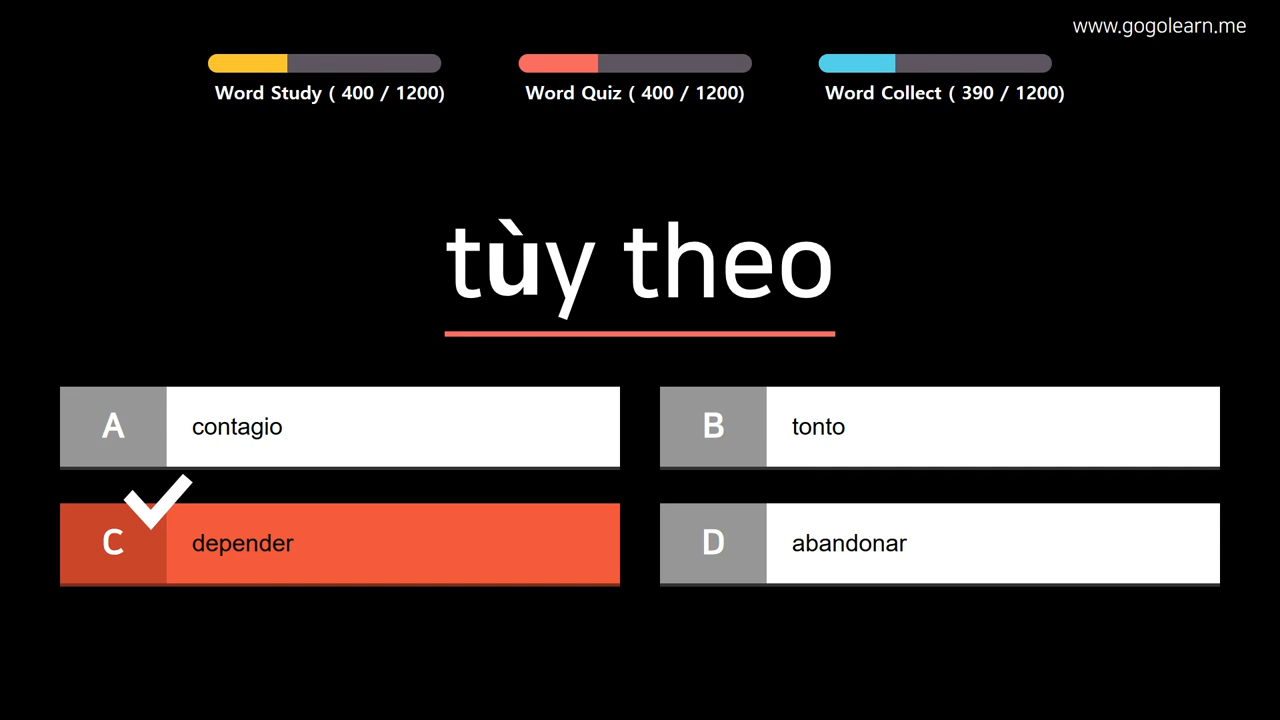 www.gogolearn.me
Word Study ( 400 / 1200)
Word Quiz ( 400 / 1200)
Word Collect ( 390 / 1200)
tùy theo
A contagio
B tonto
C depender
D abandonar